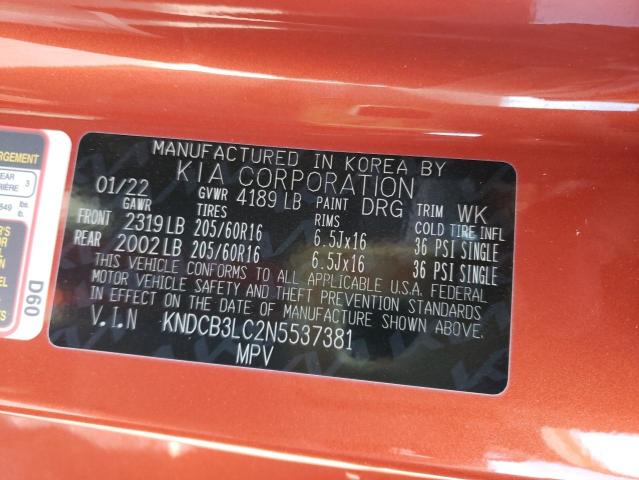 MANUFACTURED IN KOREA BY
KIA CORPORATION
01/22 GVWR 4189 LB PAINT DRG TRIM WK
GAWR TIRES RIMS COLD TIRE INFL
FRONT 2319 LB 205/60R16 6.5Jx16 36 PSI SINGLE
REAR 2002 LB 205/60R16 6.5Jx16 36 PSI SINGLE
THIS VEHICLE CONFORMS TO ALL APPLICABLE U.S.A. FEDERAL
MOTOR VEHICLE SAFETY AND THEFT PREVENTION STANDARDS
IN EFFECT ON THE DATE OF MANUFACTURE SHOWN ABOVE.
V.I.N KNDCB3LC2N5537381
MPV
D60